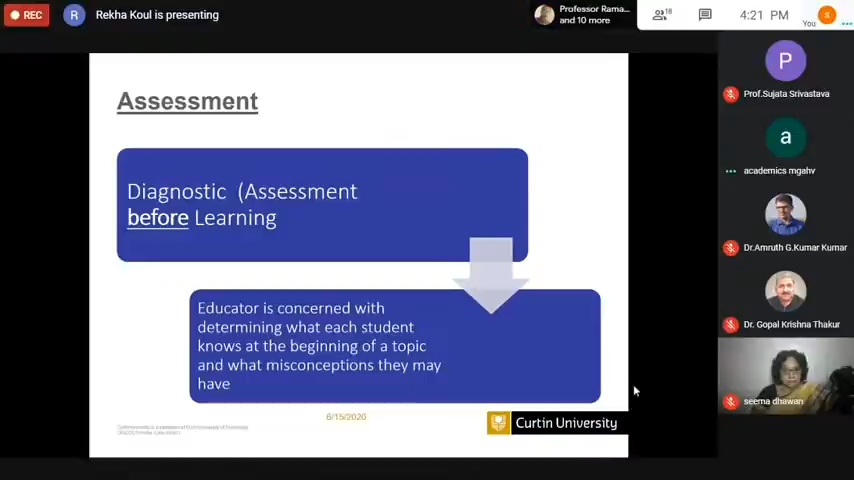 REC
R
Rekha Koul is presenting
Professor Rama...
and 10 more
18
4:21 PM
You
S
P
Prof.Sujata Srivastava
a
academics mgahv
Dr.Amruth G.Kumar Kumar
Dr. Gopal Krishna Thakur
seema dhawan
Assessment
Diagnostic (Assessment
before Learning
Educator is concerned with
determining what each student
knows at the beginning of a topic
and what misconceptions they may
have
6/15/2020
Curtin University